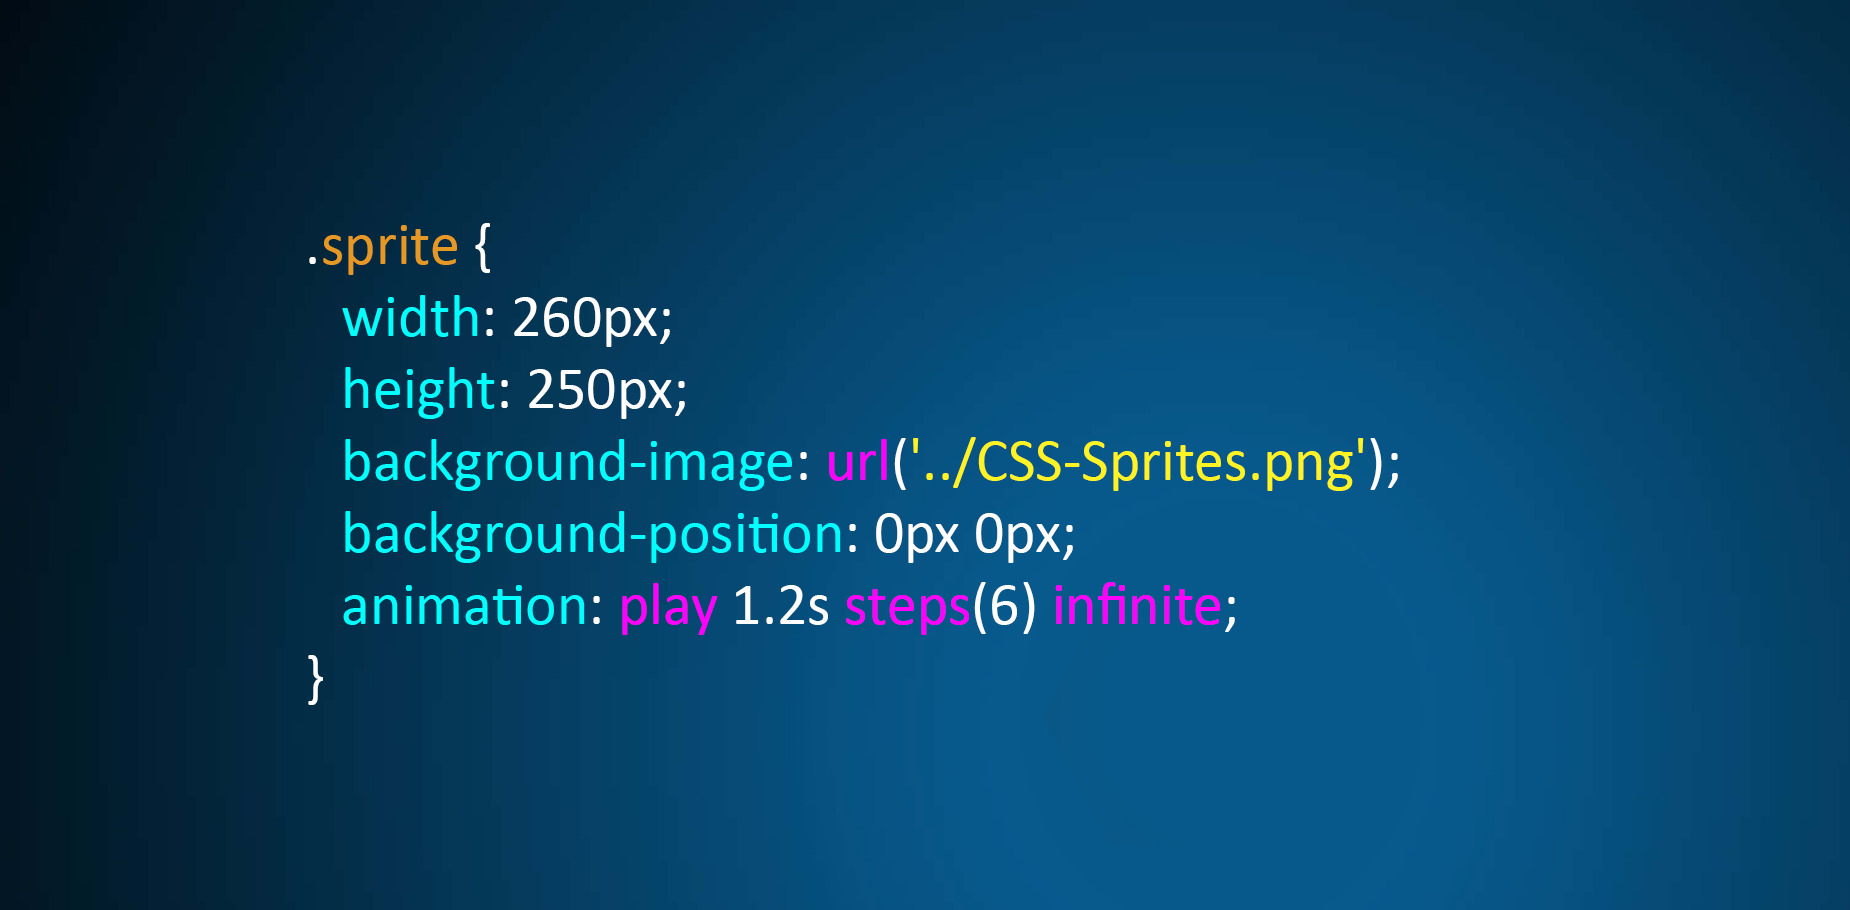 .sprite {
width: 260px;
height: 250px;
background-image: url('../CSS-Sprites.png');
background-position: 0px 0px;
animation: play 1.2s steps(6) infinite;
}